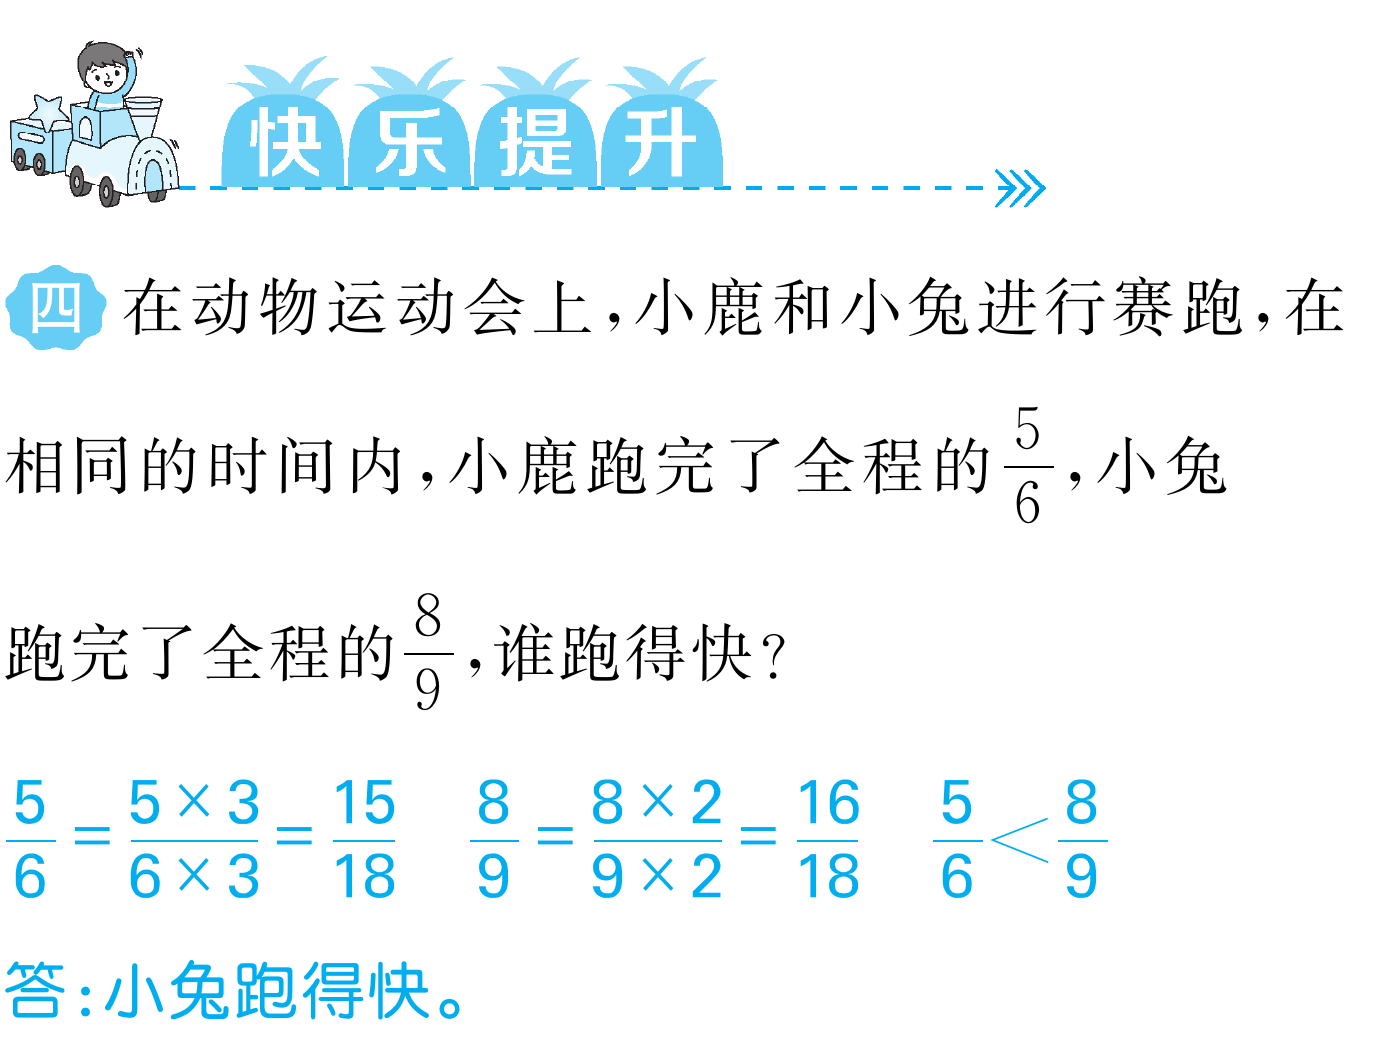 快乐提升
四 在动物运动会上,小鹿和小兔进行赛跑,在
相同的时间内,小鹿跑完了全程的5/6,小兔
跑完了全程的8/9,谁跑得快?
5/6=5×3/6×3=15/18 8/9=8×2/9×2=16/18 5/6<8/9
答:小兔跑得快。